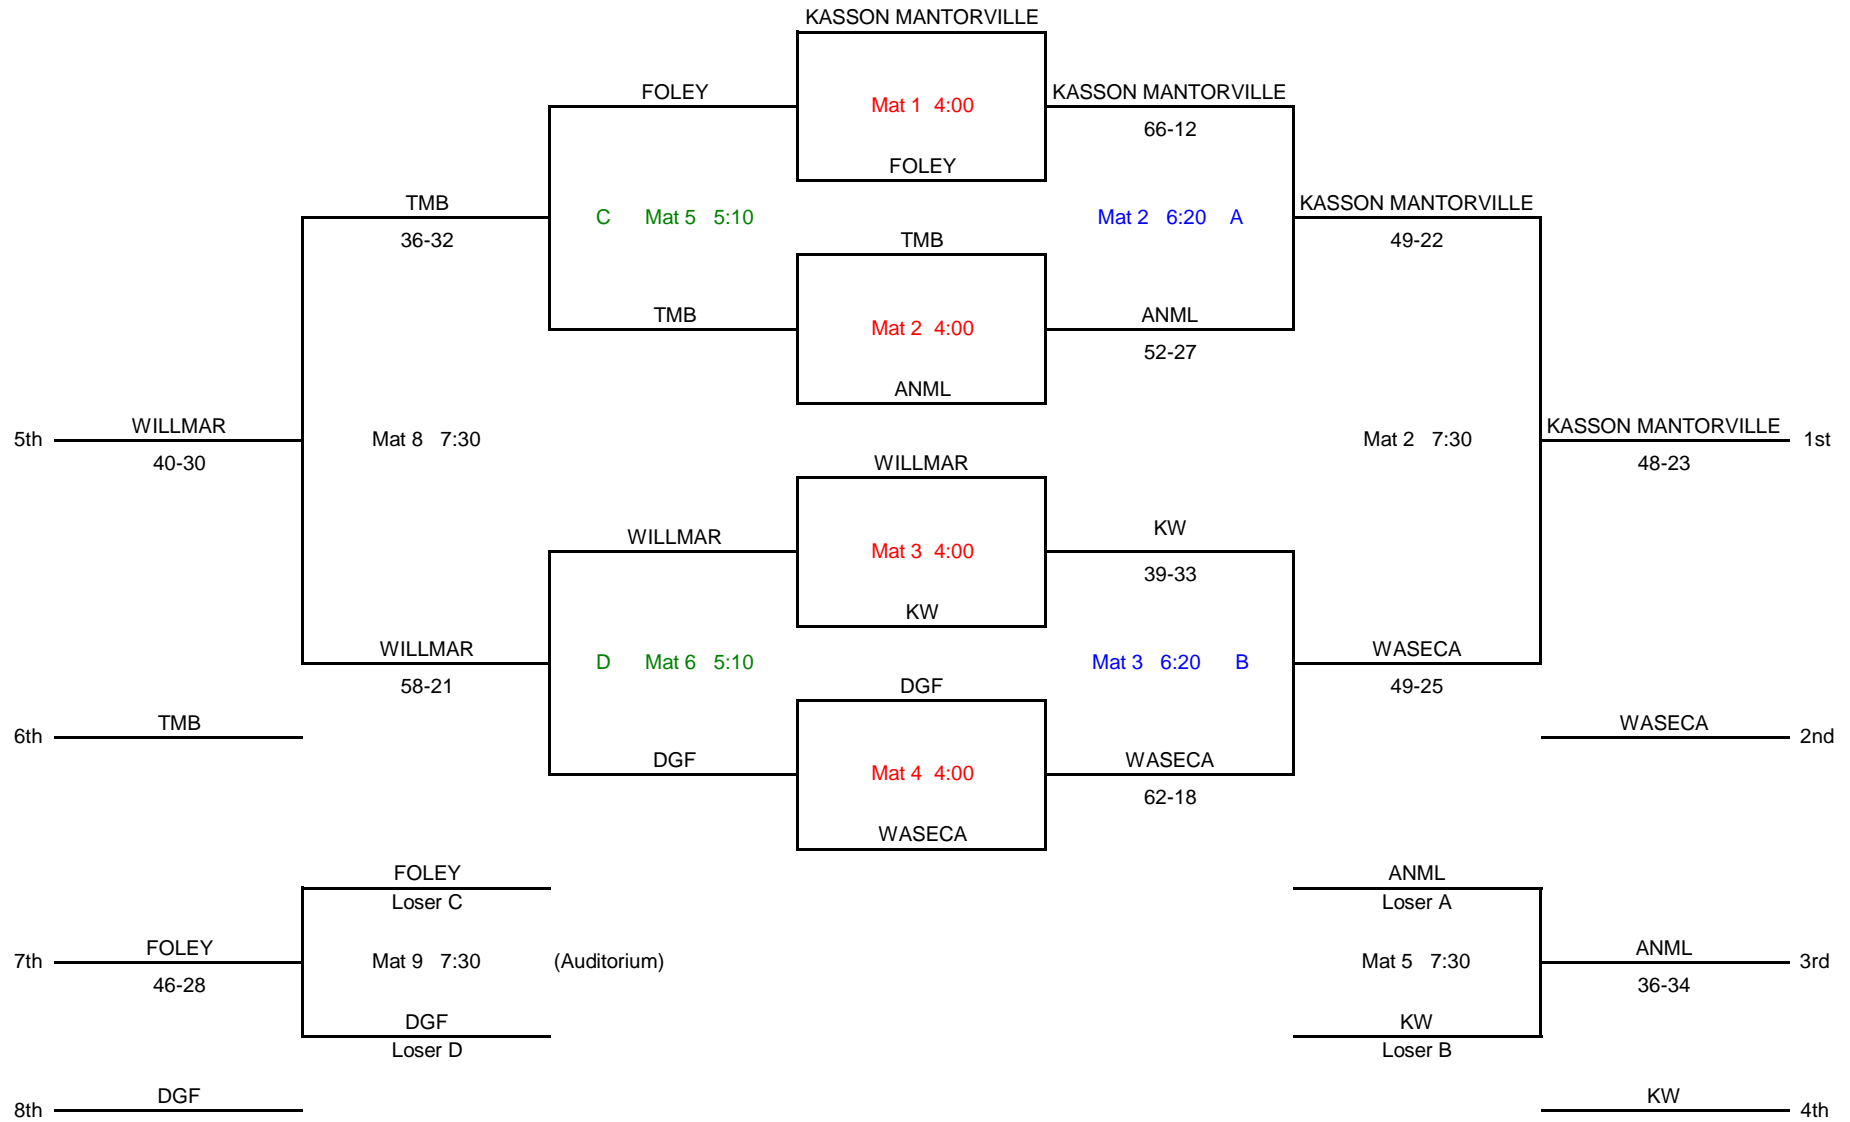 KASSON MANTORVILLE
FOLEY
Mat 1 4:00
KASSON MANTORVILLE
66-12
FOLEY
TMB
36-32
C Mat 5 5:10
Mat 2 6:20 A
KASSON MANTORVILLE
49-22
TMB
TMB
Mat 2 4:00
ANML
52-27
ANML
5th
WILLMAR
40-30
Mat 8 7:30
Mat 2 7:30
KASSON MANTORVILLE
48-23
1st
WILLMAR
WILLMAR
Mat 3 4:00
KW
39-33
KW
WILLMAR
58-21
D Mat 6 5:10
Mat 3 6:20 B
WASECA
49-25
DGF
6th
TMB
WASECA
2nd
DGF
Mat 4 4:00
WASECA
62-18
WASECA
FOLEY
Loser C
ANML
Loser A
7th
FOLEY
46-28
Mat 9 7:30
(Auditorium)
Mat 5 7:30
ANML
36-34
3rd
DGF
Loser D
KW
Loser B
8th
DGF
KW
4th